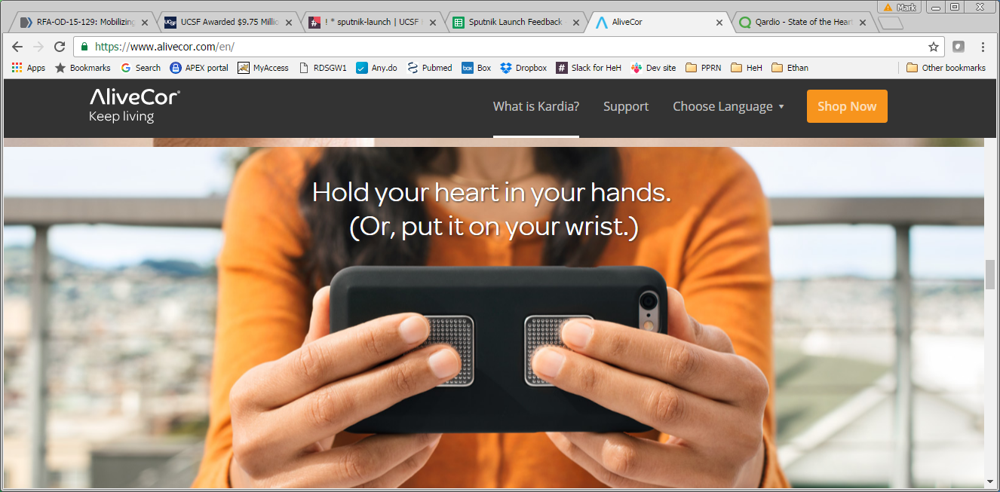 Mark
RFA-OD-15-129: Mobilizing
UCSF Awarded $9.75 Millio
! * sputnik-launch | UCSF
Sputnik Launch Feedback
AliveCor
Qardio - State of the Heart
https://www.alivecor.com/en/
Apps
Bookmarks
Search
APEX portal
MyAccess
RDSGW1
Any.do
Pubmed
box
Box
Dropbox
Slack for HeH
Dev site
PPRN
HeH
Ethan
Other bookmarks
AliveCor®
Keep living
What is Kardia?
Support
Choose Language
Shop Now
Hold your heart in your hands.
(Or, put it on your wrist.)